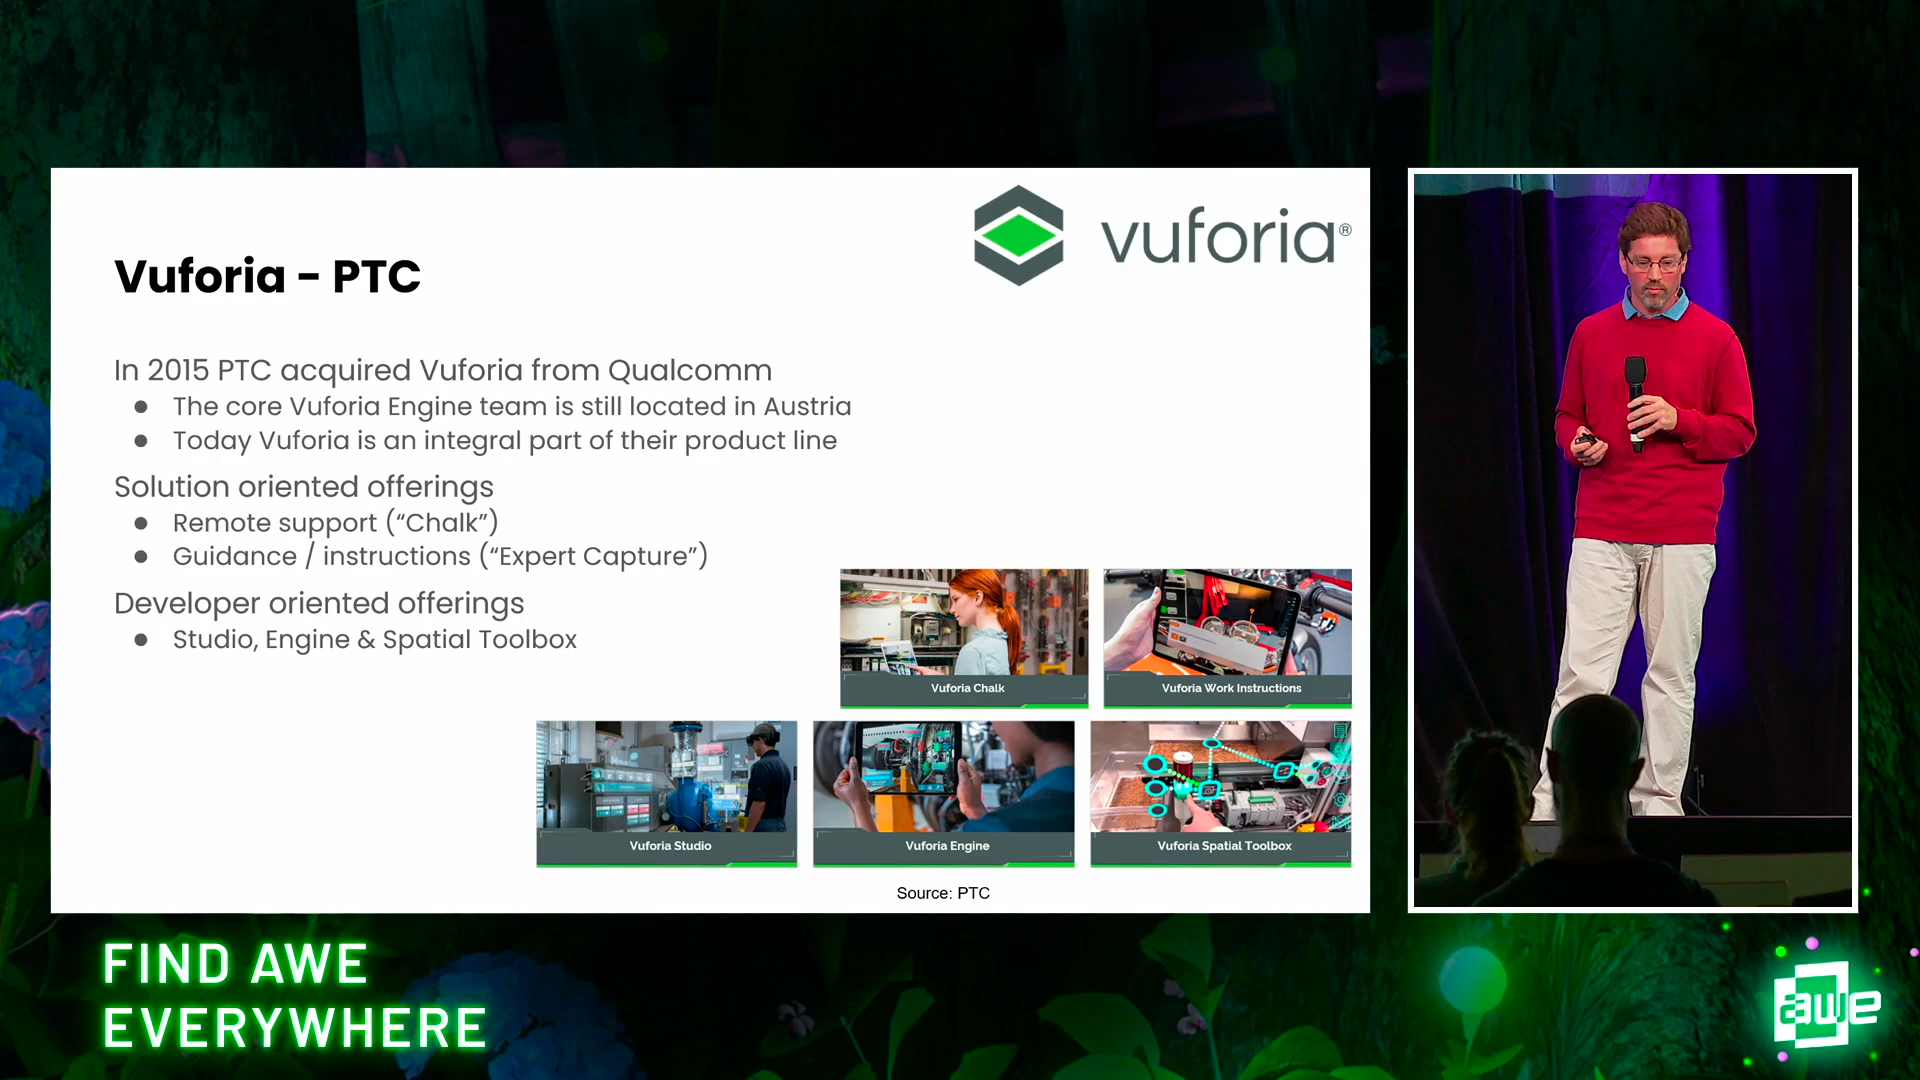 vuforia®
Vuforia - PTC
In 2015 PTC acquired Vuforia from Qualcomm
● The core Vuforia Engine team is still located in Austria
● Today Vuforia is an integral part of their product line
Solution oriented offerings
● Remote support (“Chalk”)
● Guidance / instructions (“Expert Capture”)
Developer oriented offerings
● Studio, Engine & Spatial Toolbox
Vuforia Chalk
Vuforia Work Instructions
Vuforia Studio
Vuforia Engine
Vuforia Spatial Toolbox
Source: PTC
FIND AWE
EVERYWHERE
awe